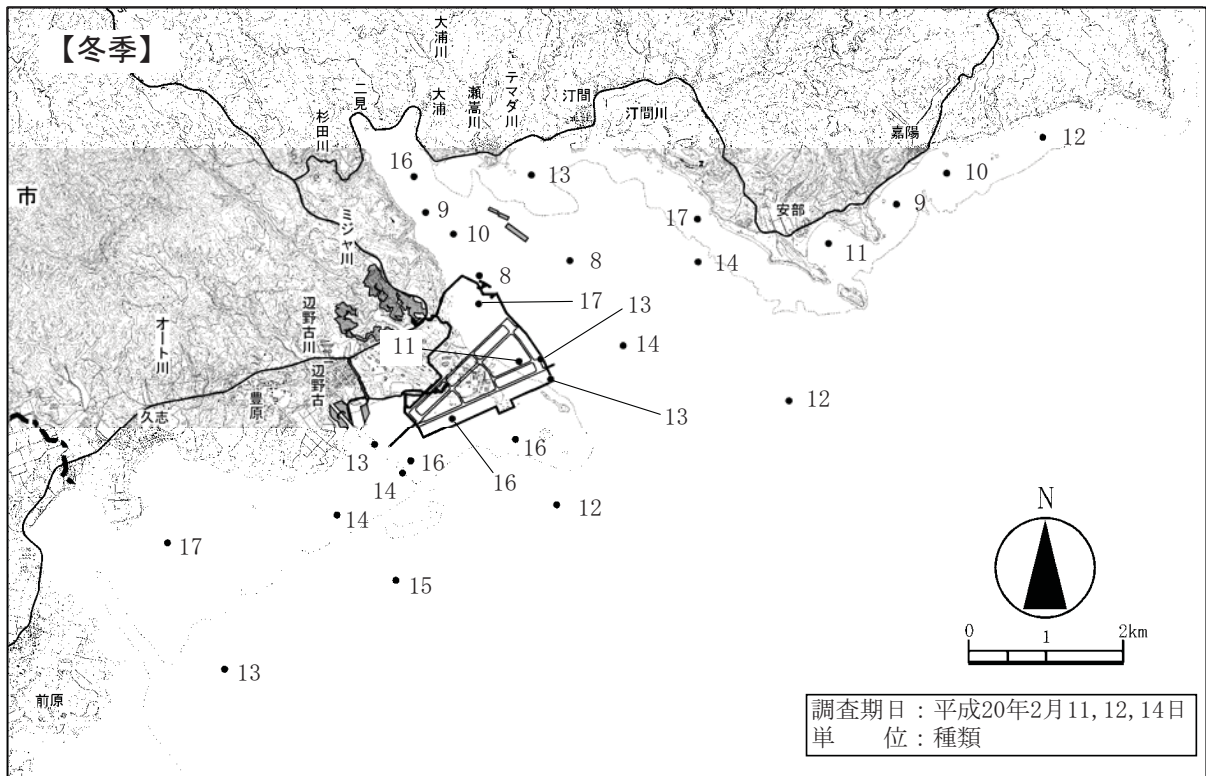 【冬季】
大浦川
テマダ川
瀬嵩川
大浦
二見
杉田川
汀間
汀間川
嘉陽
安部
市
ミジャ川
辺野古川
辺野古
オート川
豊原
久志
前原
12
10
9
11
16
13
9
10
17
14
8
8
17
13
11
14
13
12
13
16
16
16
14
12
14
17
15
13
N
0 1 2km
調査期日：平成20年2月11,12,14日
単　　位：種類